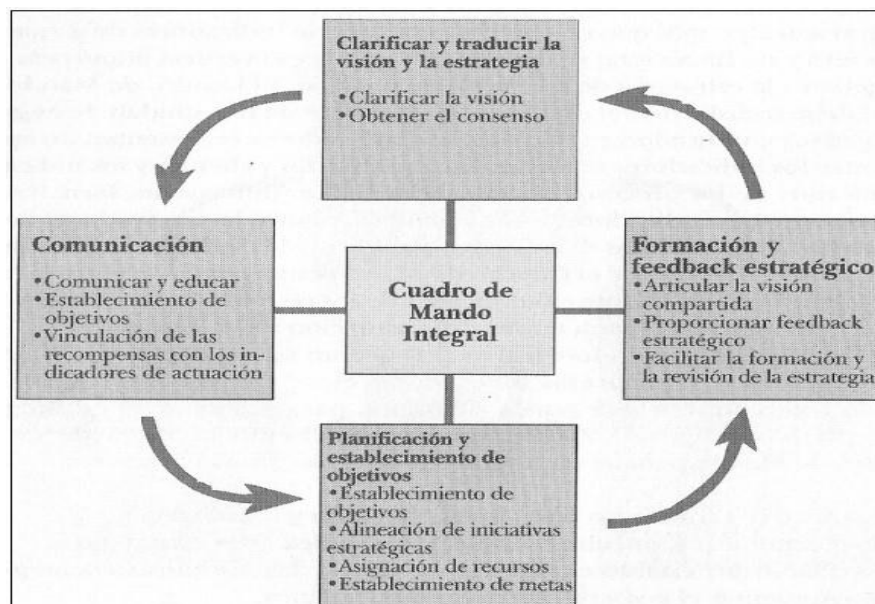 Clarificar y traducir la
visión y la estrategia
• Clarificar la visión
• Obtener el consenso
Comunicación
• Comunicar y educar
• Establecimiento de
objetivos
• Vinculación de las
recompensas con los in-
dicadores de actuación
Cuadro de
Mando
Integral
Formación y
feedback estratégico
• Articular la visión
compartida
• Proporcionar feedback
estratégico
• Facilitar la formación y
la revisión de la estrategia
Planificación y
establecimiento de
objetivos
• Establecimiento de
objetivos
• Alineación de iniciativas
estratégicas
• Asignación de recursos
• Establecimiento de metas